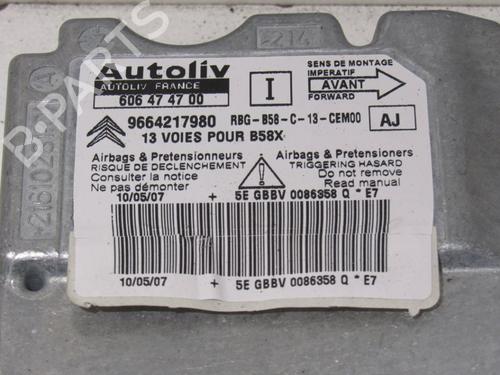 -214
Autoliv
AUTOLIV FRANCE
606 47 47 00
I
SENS DE MONTAGE
IMPERATIF
AVANT
FORWARD
9664217980 RBG-B58-C-13-CEM00
AJ
13 VOIES POUR B58X
Airbags & Pretensionneurs
RISQUE DE DECLENCHEMENT
Consulter la notice
Ne pas démonter
Airbags & Pretensioners
TRIGGERING HASARD
Do not remove
Read manual
10/05/07 + 5E GBBV 0086358 Q * E7
10/05/07 + 5E GBBV 0086358 Q * E7
B-PARTS